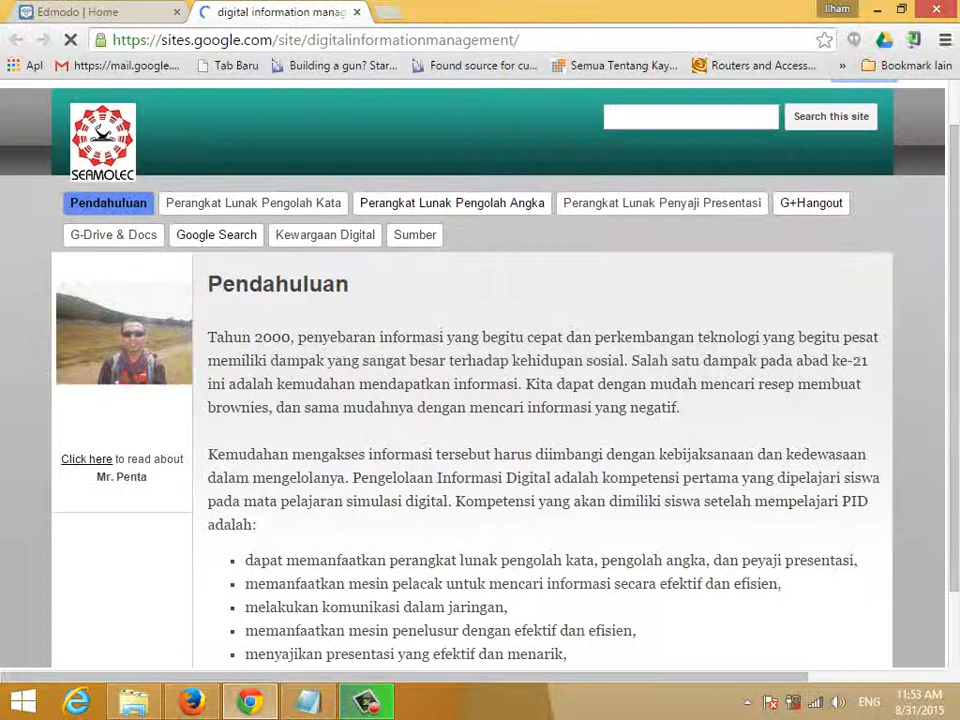 Edmodo | Home
digital information mana
Ilham
https://sites.google.com/site/digitalinformationmanagement/
Apl
https://mail.google....
Tab Baru
Building a gun? Star...
Found source for cu...
Semua Tentang Kay...
Routers and Access...
»
Bookmark lain
SEAMOLEC
Search this site
Pendahuluan
Perangkat Lunak Pengolah Kata
Perangkat Lunak Pengolah Angka
Perangkat Lunak Penyaji Presentasi
G+Hangout
G-Drive & Docs
Google Search
Kewargaan Digital
Sumber
Click here to read about
Mr. Penta
Pendahuluan
Tahun 2000, penyebaran informasi yang begitu cepat dan perkembangan teknologi yang begitu pesat
memiliki dampak yang sangat besar terhadap kehidupan sosial. Salah satu dampak pada abad ke-21
ini adalah kemudahan mendapatkan informasi. Kita dapat dengan mudah mencari resep membuat
brownies, dan sama mudahnya dengan mencari informasi yang negatif.
Kemudahan mengakses informasi tersebut harus diimbangi dengan kebijaksanaan dan kedewasaan
dalam mengelolanya. Pengelolaan Informasi Digital adalah kompetensi pertama yang dipelajari siswa
pada mata pelajaran simulasi digital. Kompetensi yang akan dimiliki siswa setelah mempelajari PID
adalah:
dapat memanfaatkan perangkat lunak pengolah kata, pengolah angka, dan peyaji presentasi,
memanfaatkan mesin pelacak untuk mencari informasi secara efektif dan efisien,
melakukan komunikasi dalam jaringan,
memanfaatkan mesin penelusur dengan efektif dan efisien,
menyajikan presentasi yang efektif dan menarik,
ENG
11:53 AM
8/31/2015